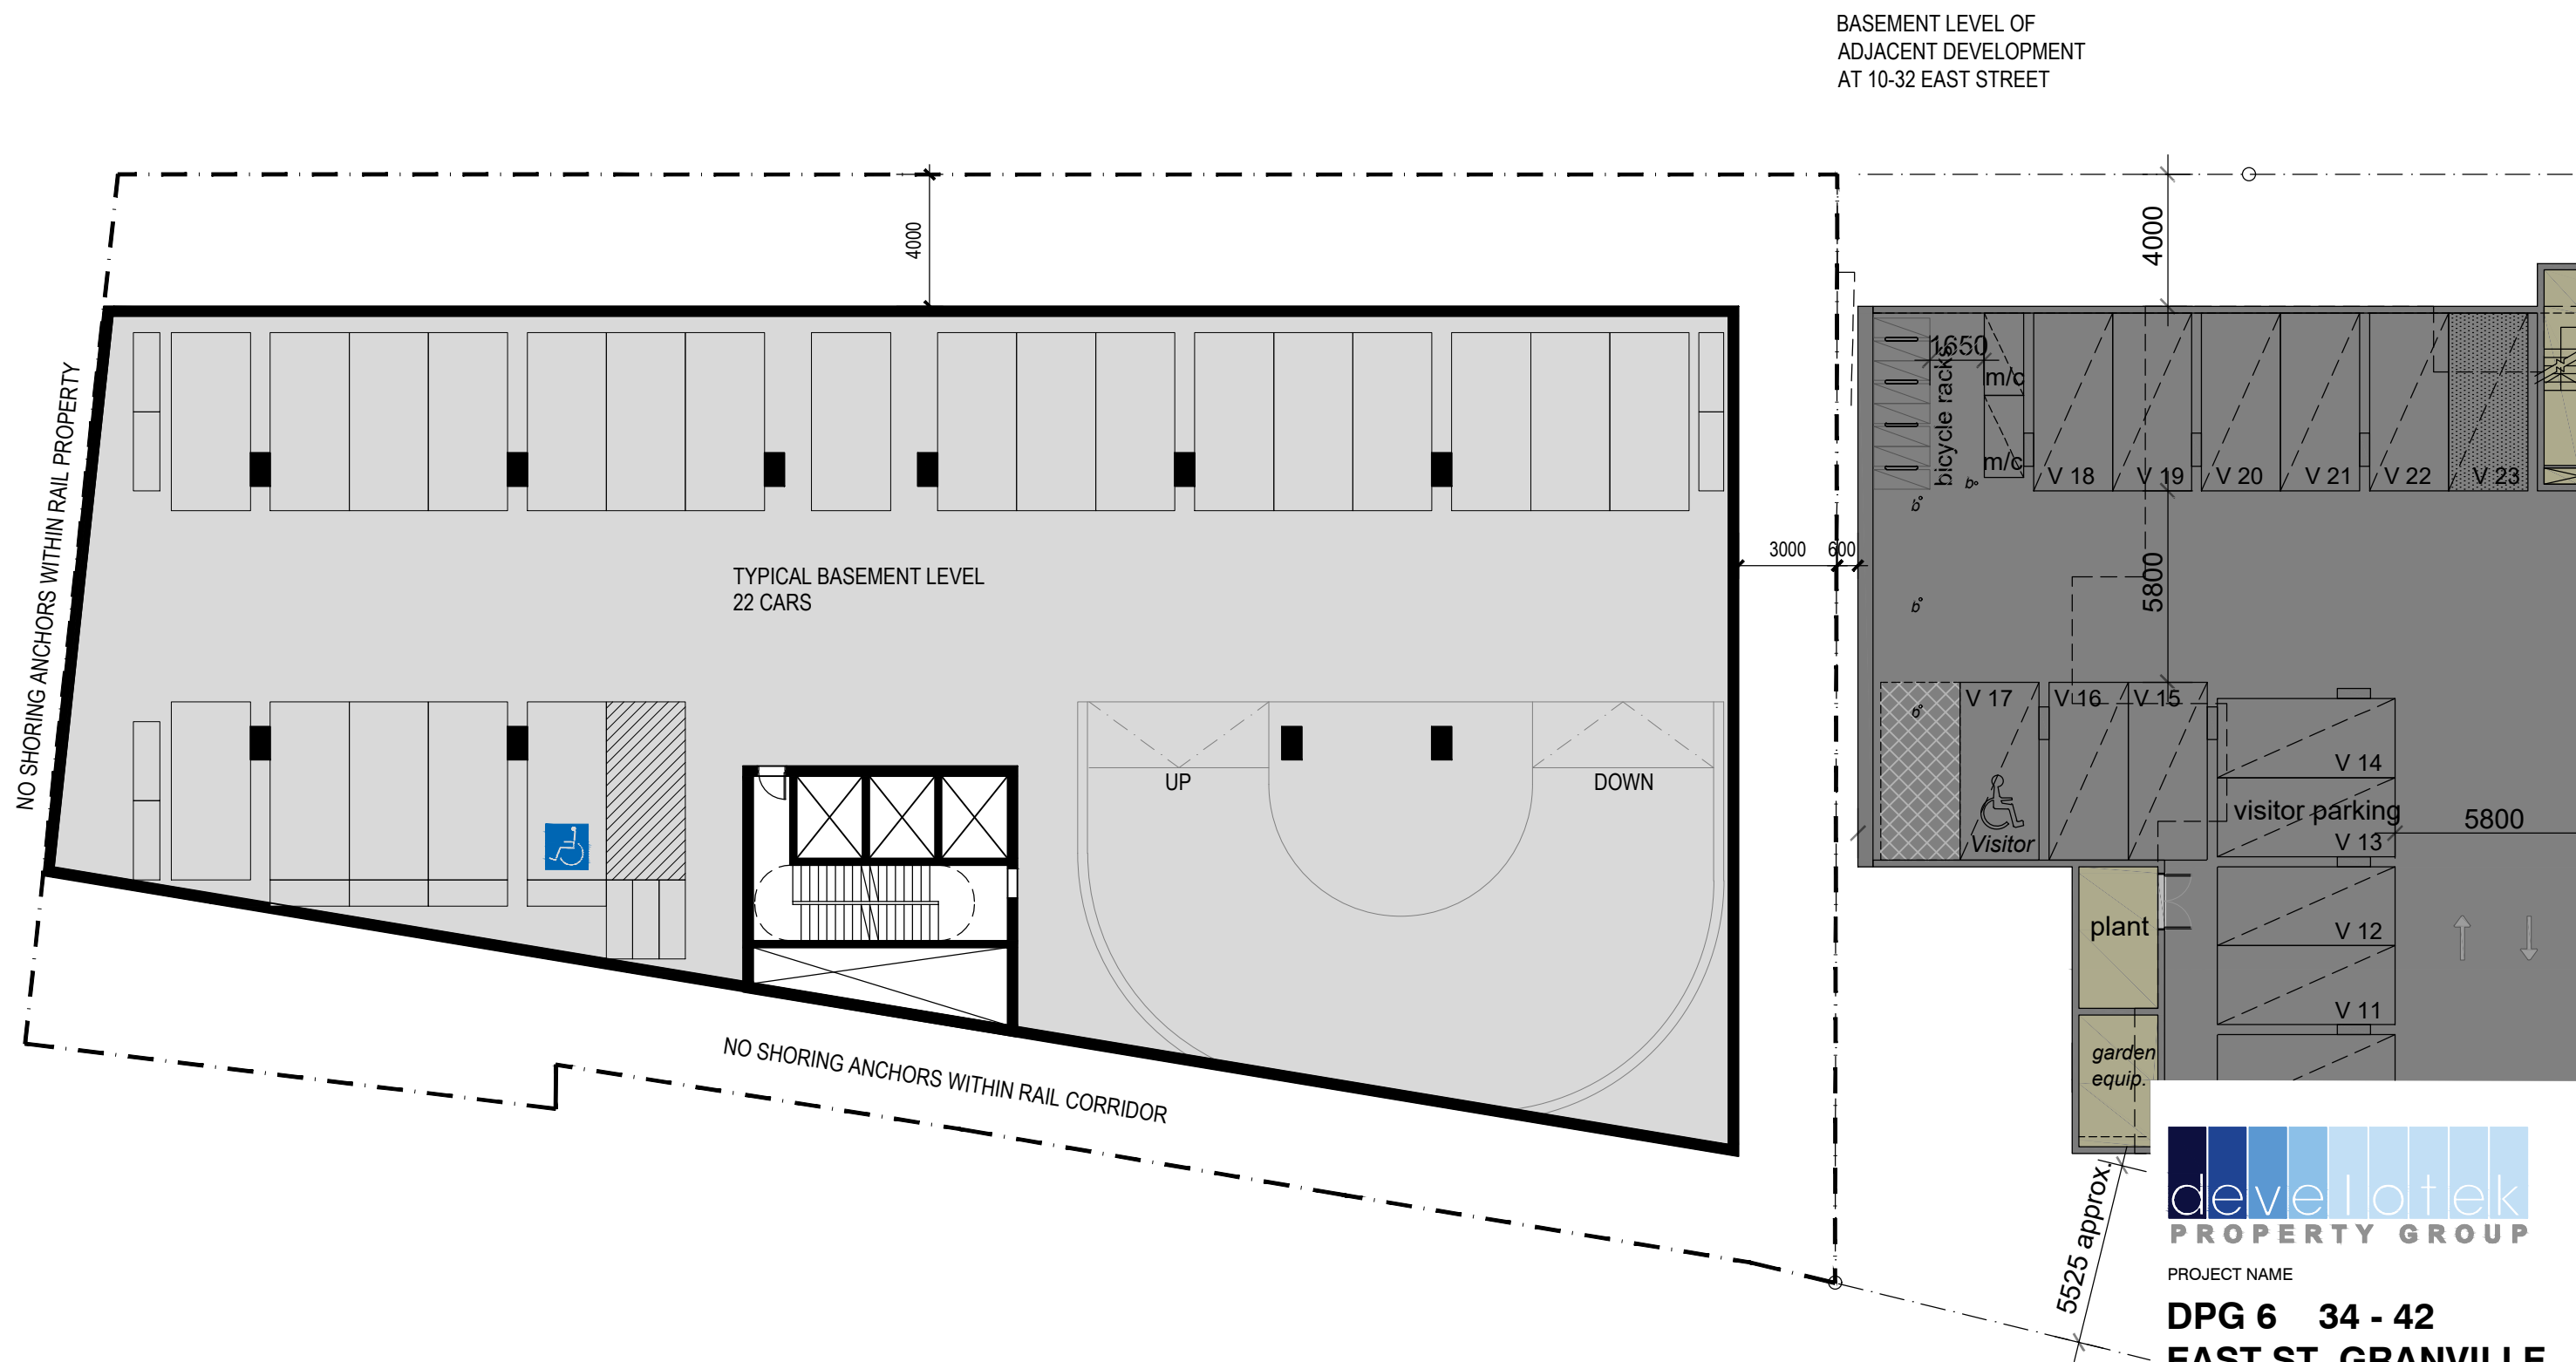 BASEMENT LEVEL OF
ADJACENT DEVELOPMENT
AT 10-32 EAST STREET
4000
4000
NO SHORING ANCHORS WITHIN RAIL PROPERTY
1650
bicycle racks
m/c
m/c
b°
b°
V 18
V 19
V 20
V 21
V 22
V 23
TYPICAL BASEMENT LEVEL
22 CARS
3000
600
5800
b°
b°
V 17
V 16
V 15
V 14
visitor parking
V 13
5800
Visitor
UP
DOWN
plant
V 12
V 11
garden
equip.
NO SHORING ANCHORS WITHIN RAIL CORRIDOR
5525 approx.
develotek
PROPERTY GROUP
PROJECT NAME
DPG 6 34 - 42
EAST ST, GRANVILLE